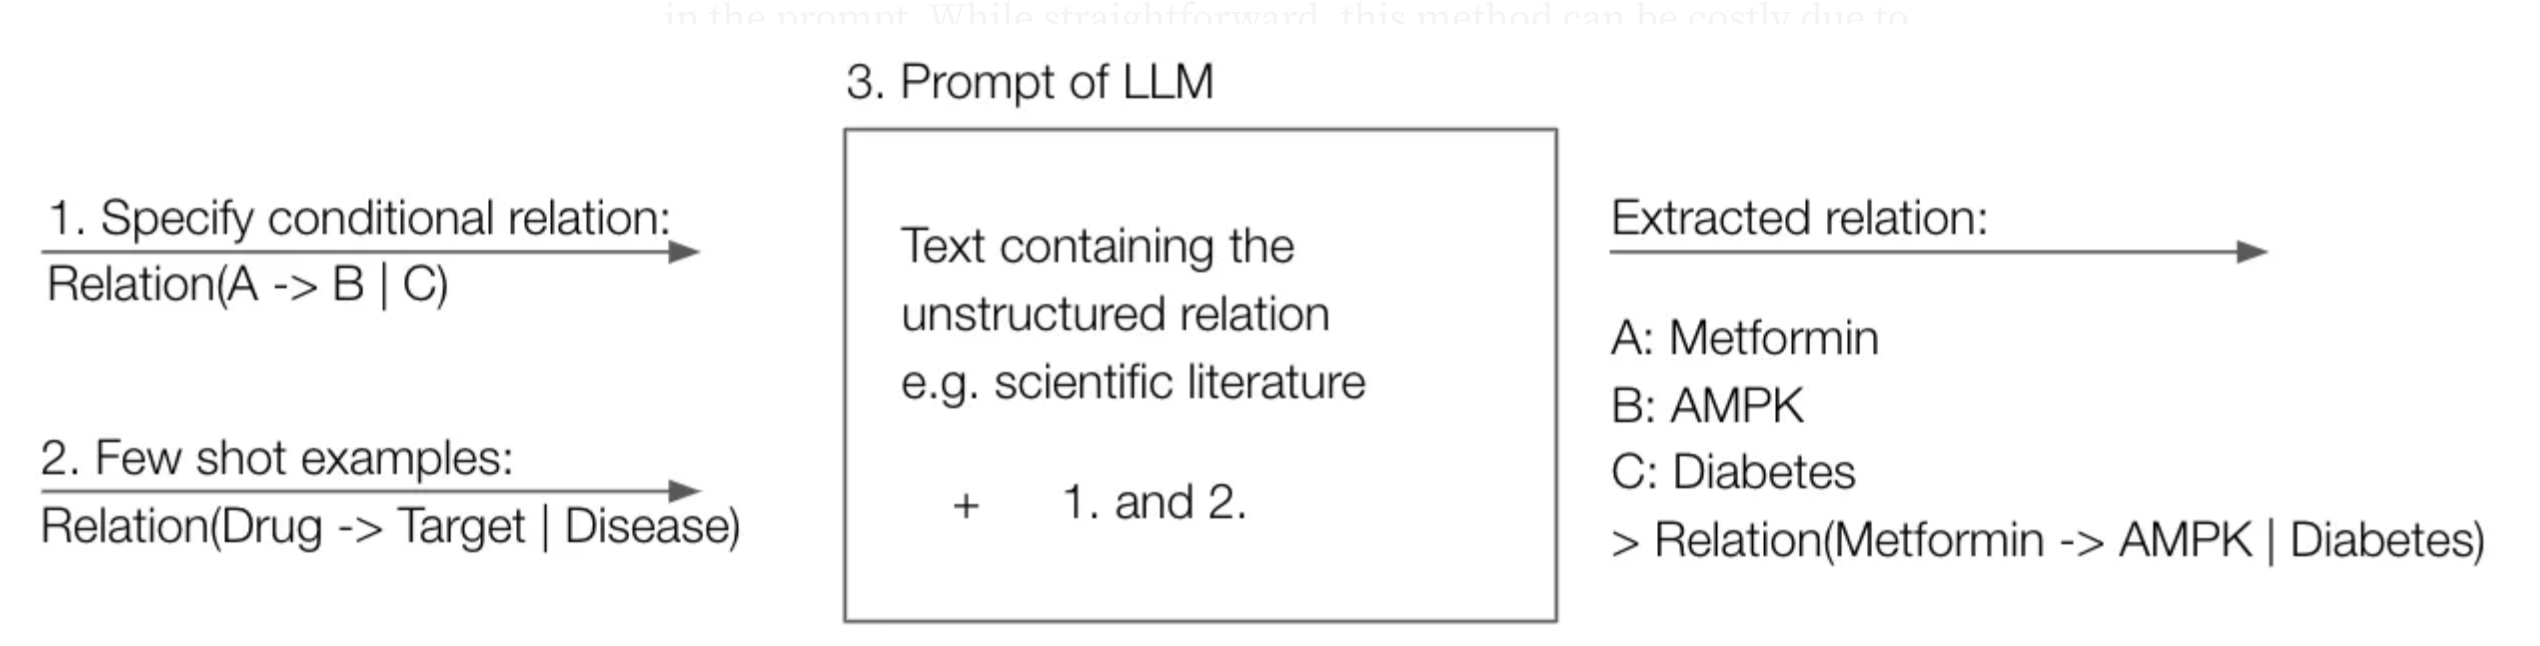 in the prompt. While straightforward, this method can be costly due to
3. Prompt of LLM
1. Specify conditional relation:
Relation(A -> B | C)
2. Few shot examples:
Relation(Drug -> Target | Disease)
Text containing the
unstructured relation
e.g. scientific literature
+ 1. and 2.
Extracted relation:
A: Metformin
B: AMPK
C: Diabetes
> Relation(Metformin -> AMPK | Diabetes)